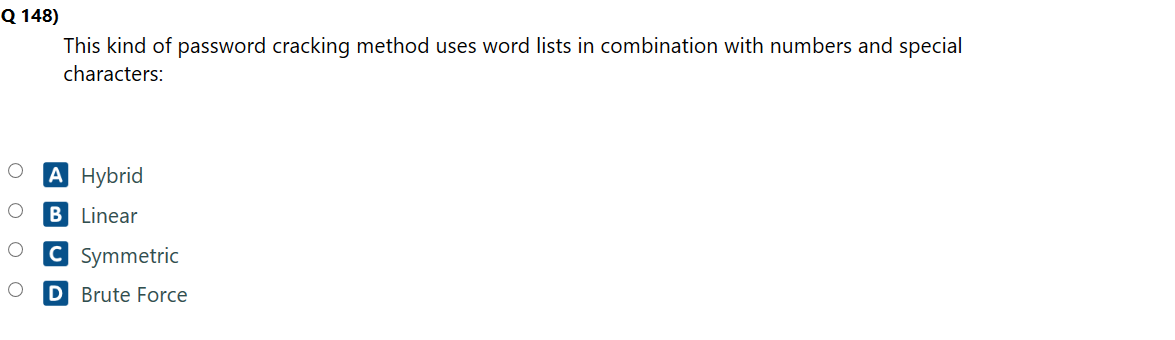 Q 148)
This kind of password cracking method uses word lists in combination with numbers and special
characters:
A Hybrid
B Linear
C Symmetric
D Brute Force